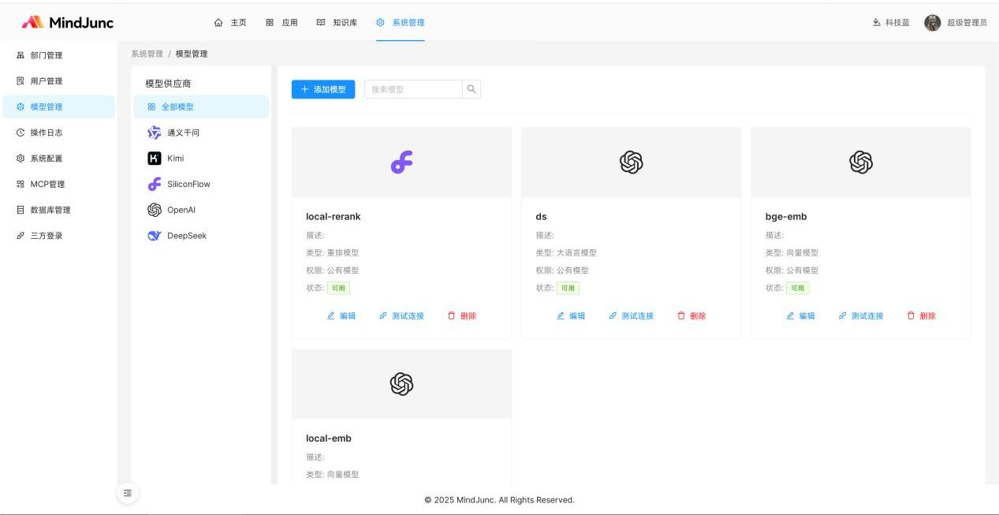 MindJunc
主页 应用 知识库 系统管理
科技蓝 超级管理员
部门管理
用户管理
模型管理
操作日志
系统配置
MCP管理
数据库管理
三方登录
系统管理 / 模型管理
模型供应商
全部模型
通义千问
Kimi
SiliconFlow
OpenAI
DeepSeek
添加模型 搜索模型
local-rerank
描述:
类型: 重排模型
权限: 公有模型
状态: 可用
编辑 测试连接 删除
ds
描述:
类型: 大语言模型
权限: 公有模型
状态: 可用
编辑 测试连接 删除
bge-emb
描述:
类型: 向量模型
权限: 公有模型
状态: 可用
编辑 测试连接 删除
local-emb
描述:
类型: 向量模型
© 2025 MindJunc. All Rights Reserved.